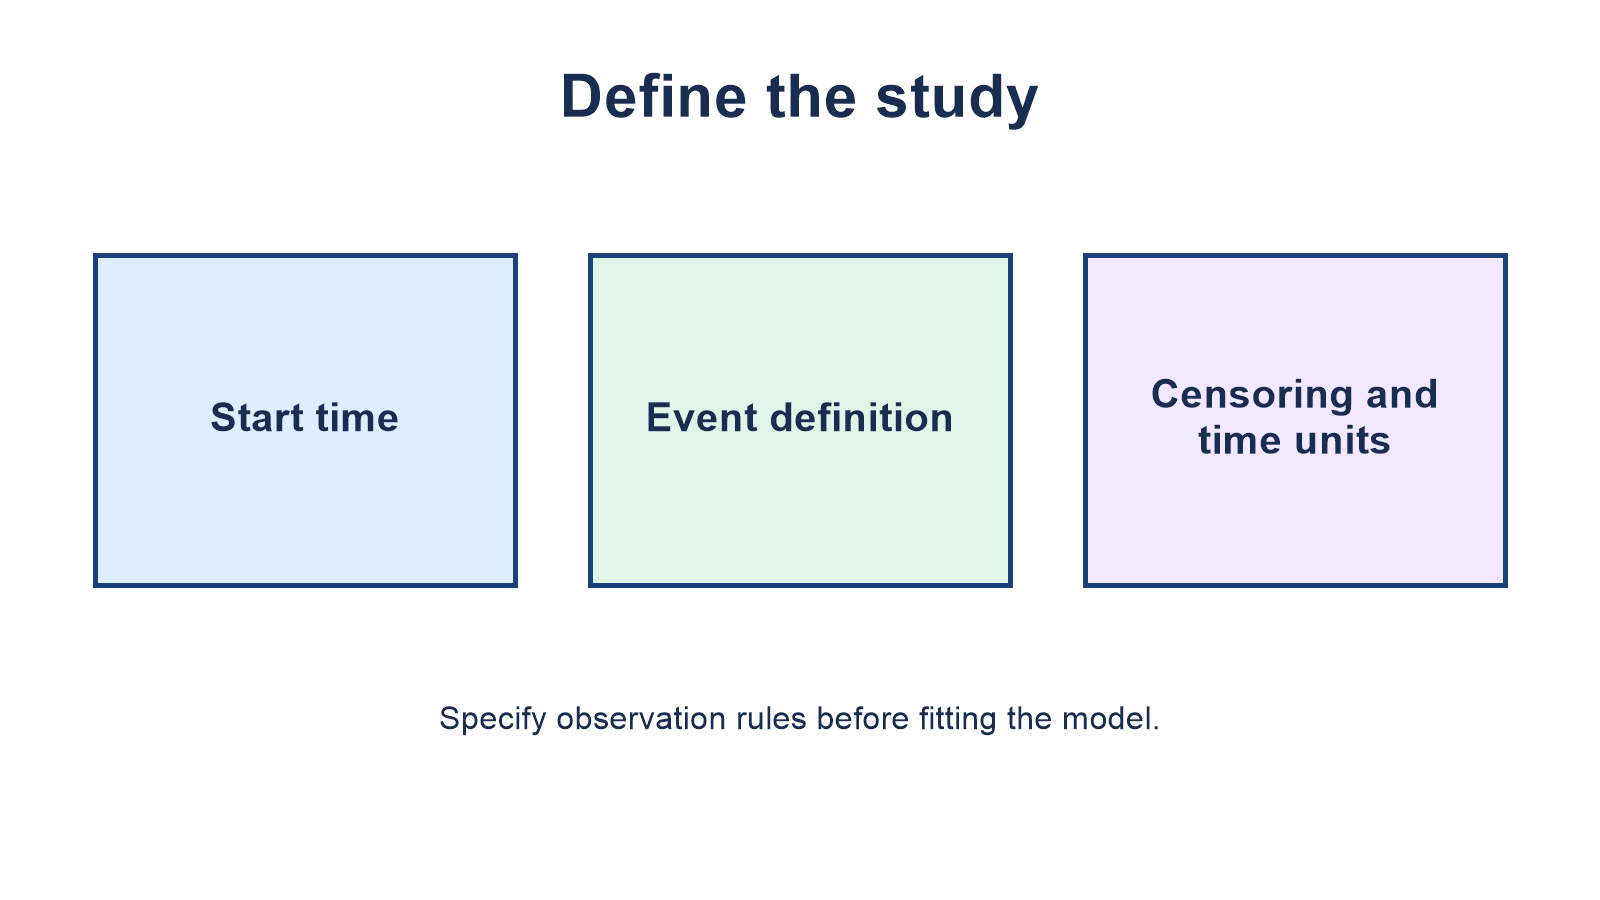 Define the study
Start time
Event definition
Censoring and
time units
Specify observation rules before fitting the model.